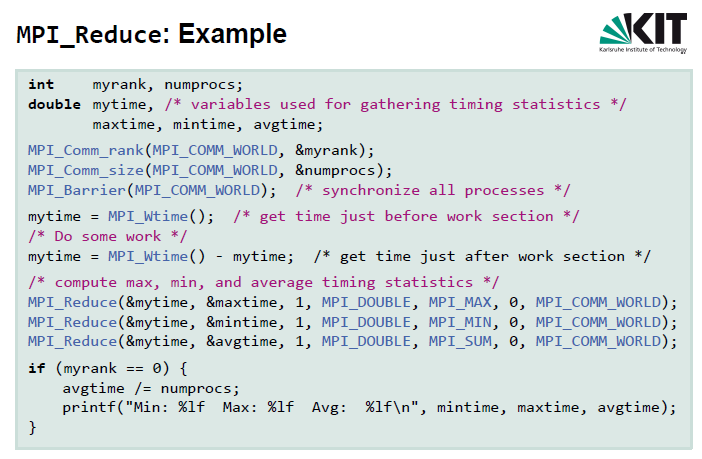 MPI_Reduce: Example
KIT
Karlsruhe Institute of Technology
int myrank, numprocs;
double mytime, /* variables used for gathering timing statistics */
maxtime, mintime, avgtime;
MPI_Comm_rank(MPI_COMM_WORLD, &myrank);
MPI_Comm_size(MPI_COMM_WORLD, &numprocs);
MPI_Barrier(MPI_COMM_WORLD); /* synchronize all processes */
mytime = MPI_Wtime(); /* get time just before work section */
/* Do some work */
mytime = MPI_Wtime() - mytime; /* get time just after work section */
/* compute max, min, and average timing statistics */
MPI_Reduce(&mytime, &maxtime, 1, MPI_DOUBLE, MPI_MAX, 0, MPI_COMM_WORLD);
MPI_Reduce(&mytime, &mintime, 1, MPI_DOUBLE, MPI_MIN, 0, MPI_COMM_WORLD);
MPI_Reduce(&mytime, &avgtime, 1, MPI_DOUBLE, MPI_SUM, 0, MPI_COMM_WORLD);
if (myrank == 0) {
avgtime /= numprocs;
printf("Min: %lf  Max: %lf  Avg:  %lf\n", mintime, maxtime, avgtime);
}